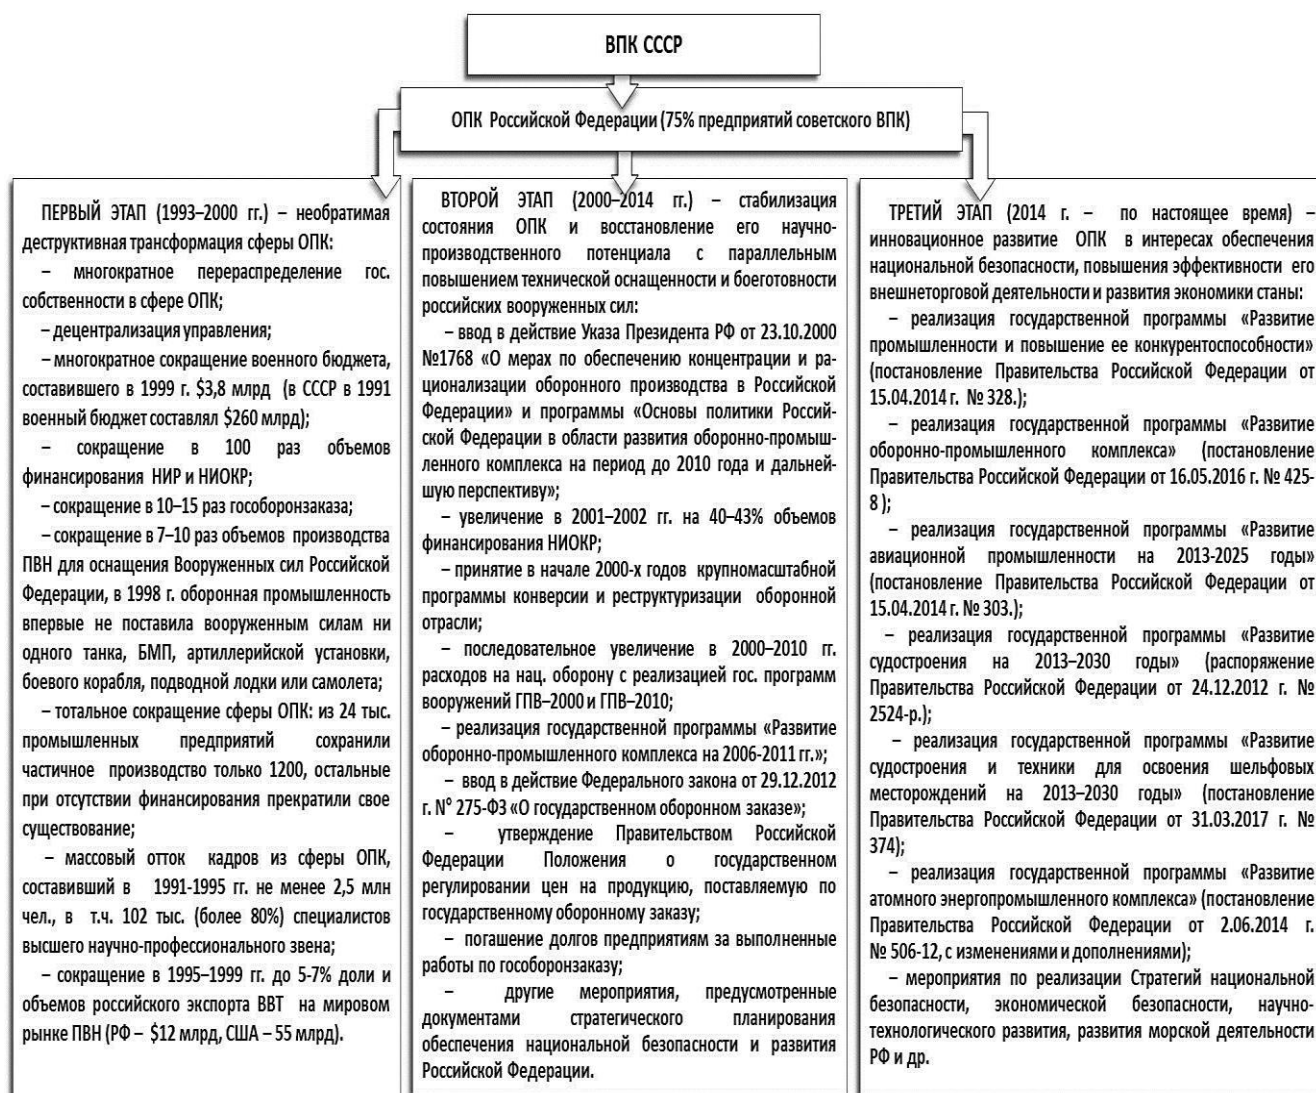 ВПК СССР
ОПК Российской Федерации (75% предприятий советского ВПК)
ПЕРВЫЙ ЭТАП (1993–2000 гг.) – необратимая
деструктивная трансформация сферы ОПК:
– многократное перераспределение гос.
собственности в сфере ОПК;
– децентрализация управления;
– многократное сокращение военного бюджета,
составившего в 1999 г. $3,8 млрд (в СССР в 1991
военный бюджет составлял $260 млрд);
– сокращение в 100 раз объемов
финансирования НИР и НИОКР;
– сокращение в 10–15 раз гособоронзаказа;
– сокращение в 7–10 раз объемов производства
ПВН для оснащения Вооруженных сил Российской
Федерации, в 1998 г. оборонная промышленность
впервые не поставила вооруженным силам ни
одного танка, БМП, артиллерийской установки,
боевого корабля, подводной лодки или самолета;
– тотальное сокращение сферы ОПК: из 24 тыс.
промышленных предприятий сохранили
частичное производство только 1200, остальные
при отсутствии финансирования прекратили свое
существование;
– массовый отток кадров из сферы ОПК,
составивший в 1991-1995 гг. не менее 2,5 млн
чел., в т.ч. 102 тыс. (более 80%) специалистов
высшего научно-профессионального звена;
– сокращение в 1995–1999 гг. до 5-7% доли и
объемов российского экспорта ВВТ на мировом
рынке ПВН (РФ – $12 млрд, США – 55 млрд).
ВТОРОЙ ЭТАП (2000–2014 гг.) – стабилизация
состояния ОПК и восстановление его научно-
производственного потенциала с параллельным
повышением технической оснащенности и боеготовности
российских вооруженных сил:
– ввод в действие Указа Президента РФ от 23.10.2000
№1768 «О мерах по обеспечению концентрации и ра-
ционализации оборонного производства в Российской
Федерации» и программы «Основы политики Россий-
ской Федерации в области развития оборонно-промыш-
ленного комплекса на период до 2010 года и дальней-
шую перспективу»;
– увеличение в 2001–2002 гг. на 40–43% объемов
финансирования НИОКР;
– принятие в начале 2000-х годов крупномасштабной
программы конверсии и реструктуризации оборонной
отрасли;
– последовательное увеличение в 2000–2010 гг.
расходов на нац. оборону с реализацией гос. программ
вооружений ГПВ–2000 и ГПВ–2010;
– реализация государственной программы «Развитие
оборонно-промышленного комплекса на 2006-2011 гг.»;
– ввод в действие Федерального закона от 29.12.2012
г. N° 275-ФЗ «О государственном оборонном заказе»;
– утверждение Правительством Российской
Федерации Положения о государственном
регулировании цен на продукцию, поставляемую по
государственному оборонному заказу;
– погашение долгов предприятиям за выполненные
работы по гособоронзаказу;
– другие мероприятия, предусмотренные
документами стратегического планирования
обеспечения национальной безопасности и развития
Российской Федерации.
ТРЕТИЙ ЭТАП (2014 г. – по настоящее время) –
инновационное развитие ОПК в интересах обеспечения
национальной безопасности, повышения эффективности его
внешнеторговой деятельности и развития экономики станы:
– реализация государственной программы «Развитие
промышленности и повышение ее конкурентоспособности»
(постановление Правительства Российской Федерации от
15.04.2014 г. № 328.);
– реализация государственной программы «Развитие
оборонно-промышленного комплекса» (постановление
Правительства Российской Федерации от 16.05.2016 г. № 425-
8 );
– реализация государственной программы «Развитие
авиационной промышленности на 2013-2025 годы»
(постановление Правительства Российской Федерации от
15.04.2014 г. № 303.);
– реализация государственной программы «Развитие
судостроения на 2013–2030 годы» (распоряжение
Правительства Российской Федерации от 24.12.2012 г. №
2524-р.);
– реализация государственной программы «Развитие
судостроения и техники для освоения шельфовых
месторождений на 2013–2030 годы» (постановление
Правительства Российской Федерации от 31.03.2017 г. №
374);
– реализация государственной программы «Развитие
атомного энергопромышленного комплекса» (постановление
Правительства Российской Федерации от 2.06.2014 г.
№ 506-12, с изменениями и дополнениями);
– мероприятия по реализации Стратегий национальной
безопасности, экономической безопасности, научно-
технологического развития, развития морской деятельности
РФ и др.